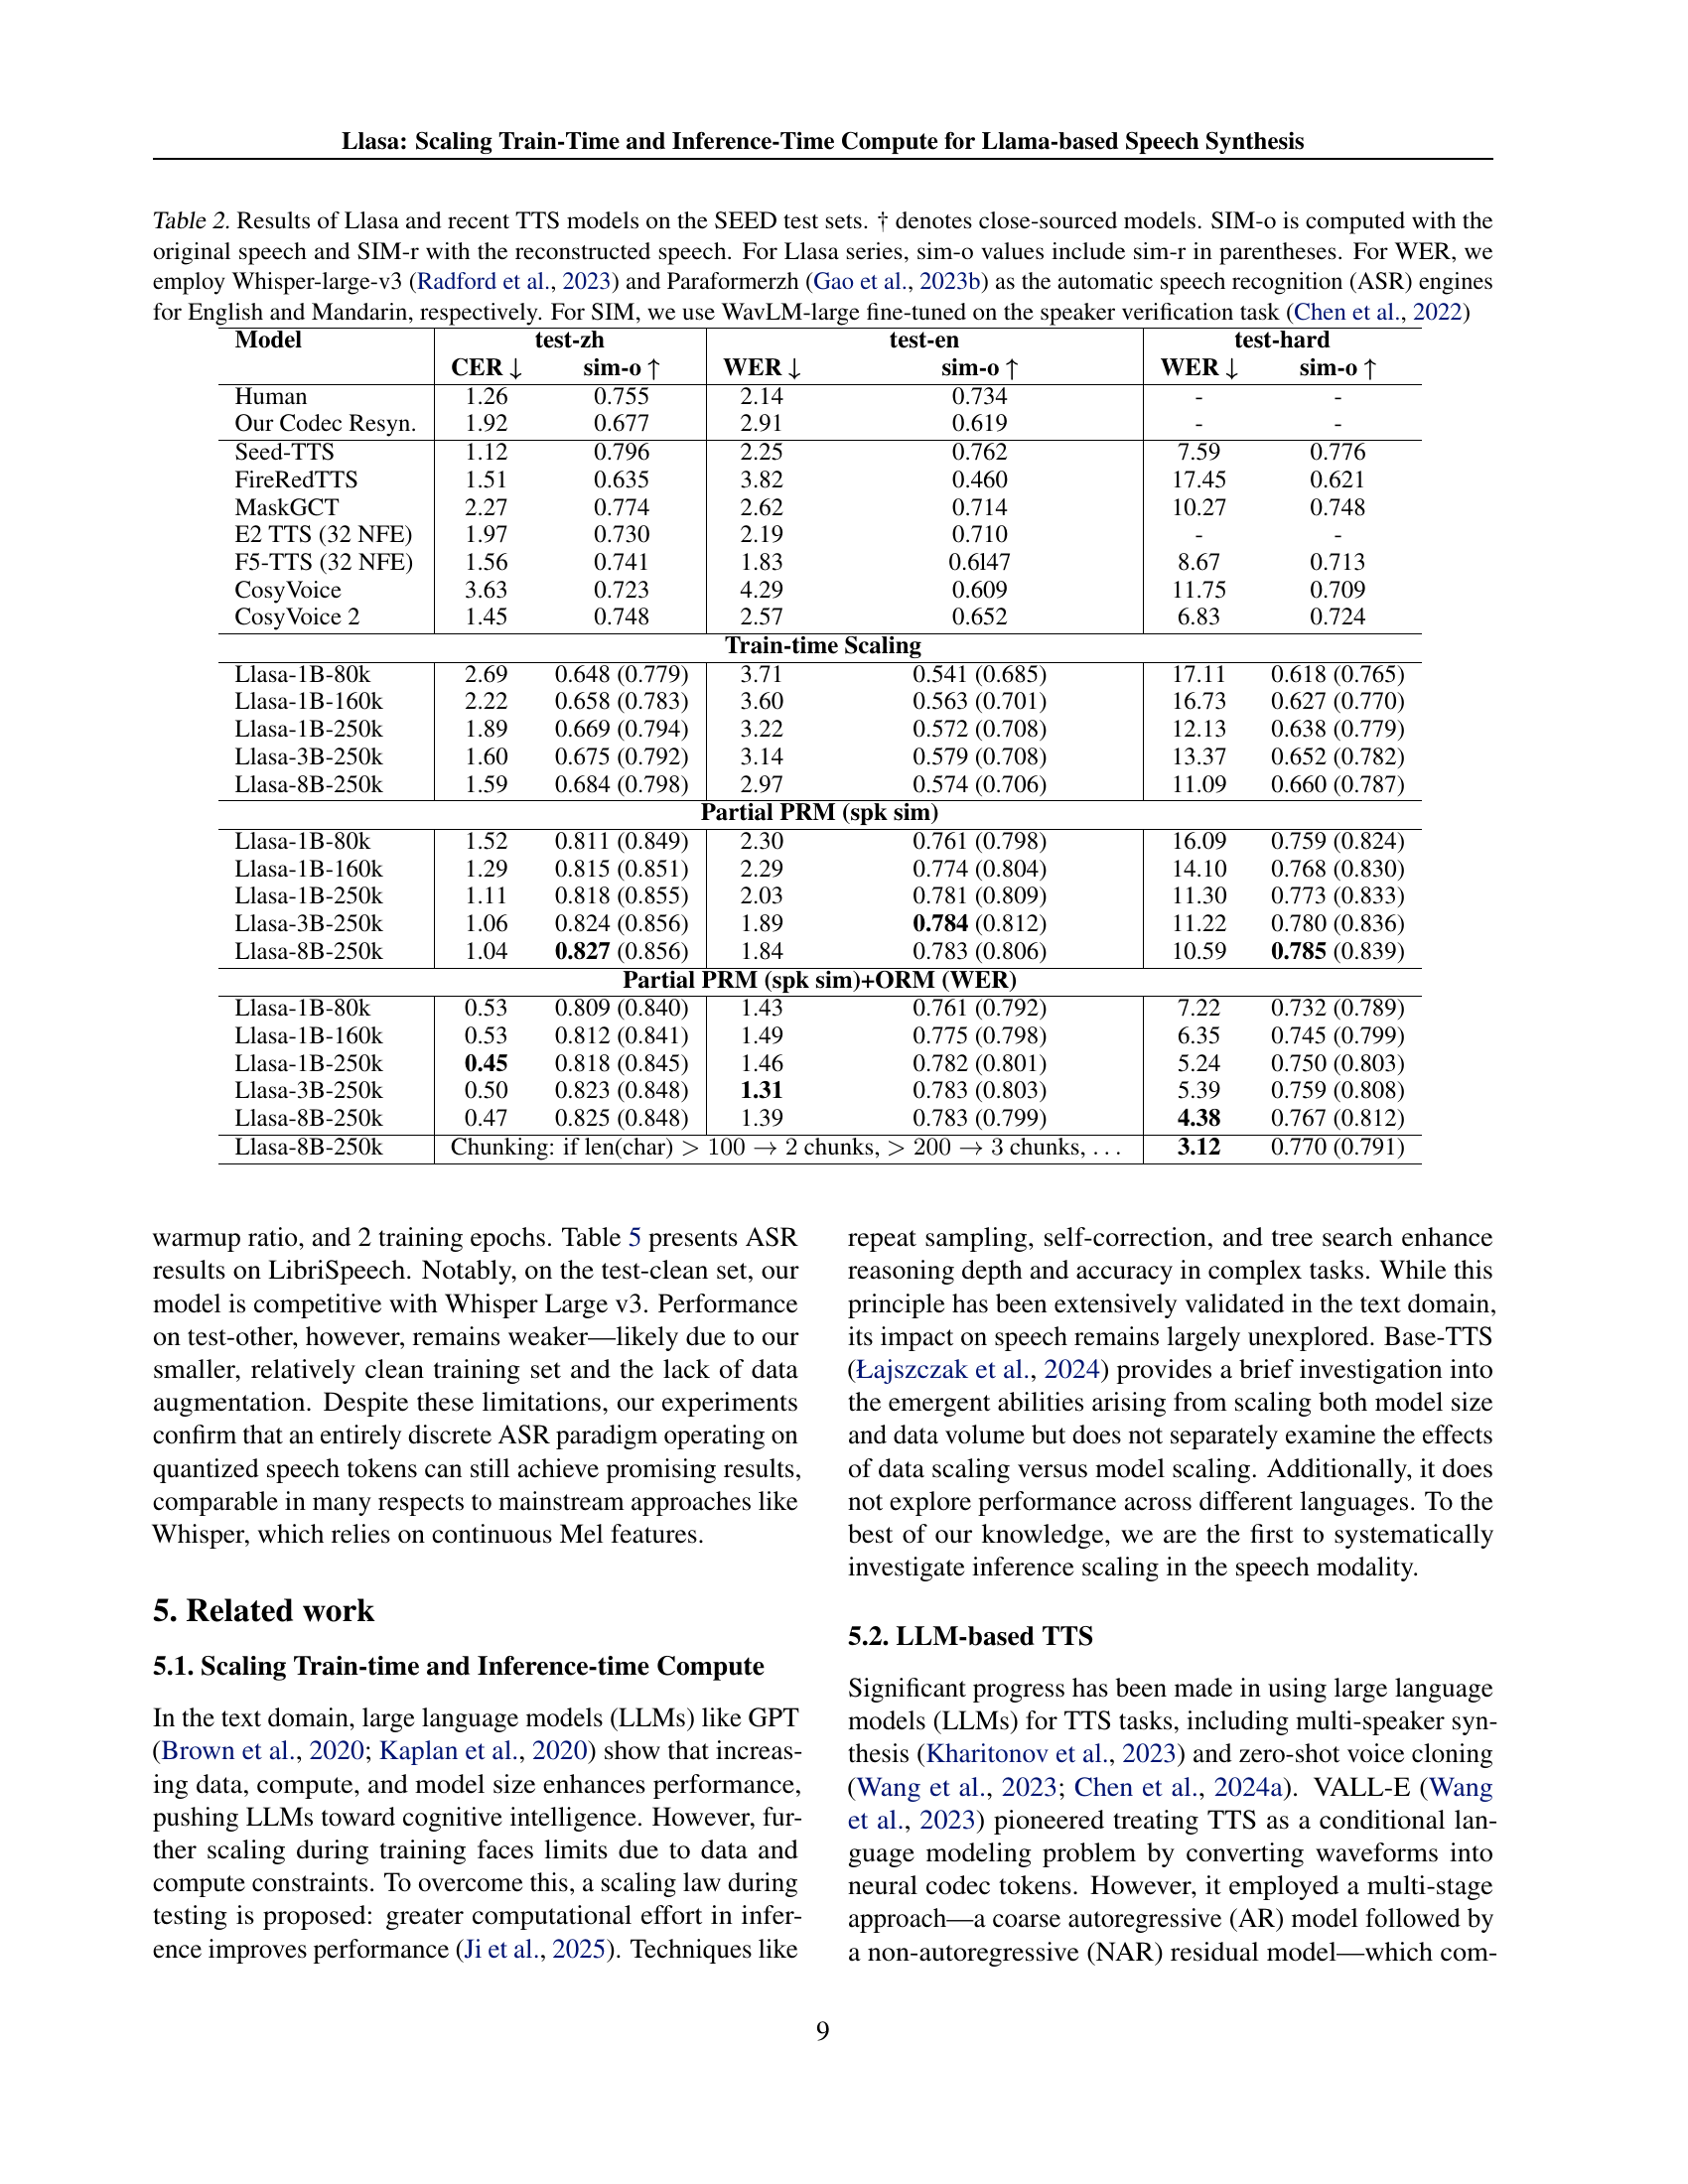 Llasa: Scaling Train-Time and Inference-Time Compute for Llama-based Speech Synthesis
Table 2. Results of Llasa and recent TTS models on the SEED test sets. † denotes close-sourced models. SIM-o is computed with the
original speech and SIM-r with the reconstructed speech. For Llasa series, sim-o values include sim-r in parentheses. For WER, we
employ Whisper-large-v3 (Radford et al., 2023) and Paraformerzh (Gao et al., 2023b) as the automatic speech recognition (ASR) engines
for English and Mandarin, respectively. For SIM, we use WavLM-large fine-tuned on the speaker verification task (Chen et al., 2022)
Model test-zh test-en test-hard
CER ↓ sim-o ↑ WER ↓ sim-o ↑ WER ↓ sim-o ↑
Human 1.26 0.755 2.14 0.734 - -
Our Codec Resyn. 1.92 0.677 2.91 0.619 - -
Seed-TTS 1.12 0.796 2.25 0.762 7.59 0.776
FireRedTTS 1.51 0.635 3.82 0.460 17.45 0.621
MaskGCT 2.27 0.774 2.62 0.714 10.27 0.748
E2 TTS (32 NFE) 1.97 0.730 2.19 0.710 - -
F5-TTS (32 NFE) 1.56 0.741 1.83 0.6l47 8.67 0.713
CosyVoice 3.63 0.723 4.29 0.609 11.75 0.709
CosyVoice 2 1.45 0.748 2.57 0.652 6.83 0.724
Train-time Scaling
Llasa-1B-80k 2.69 0.648 (0.779) 3.71 0.541 (0.685) 17.11 0.618 (0.765)
Llasa-1B-160k 2.22 0.658 (0.783) 3.60 0.563 (0.701) 16.73 0.627 (0.770)
Llasa-1B-250k 1.89 0.669 (0.794) 3.22 0.572 (0.708) 12.13 0.638 (0.779)
Llasa-3B-250k 1.60 0.675 (0.792) 3.14 0.579 (0.708) 13.37 0.652 (0.782)
Llasa-8B-250k 1.59 0.684 (0.798) 2.97 0.574 (0.706) 11.09 0.660 (0.787)
Partial PRM (spk sim)
Llasa-1B-80k 1.52 0.811 (0.849) 2.30 0.761 (0.798) 16.09 0.759 (0.824)
Llasa-1B-160k 1.29 0.815 (0.851) 2.29 0.774 (0.804) 14.10 0.768 (0.830)
Llasa-1B-250k 1.11 0.818 (0.855) 2.03 0.781 (0.809) 11.30 0.773 (0.833)
Llasa-3B-250k 1.06 0.824 (0.856) 1.89 0.784 (0.812) 11.22 0.780 (0.836)
Llasa-8B-250k 1.04 0.827 (0.856) 1.84 0.783 (0.806) 10.59 0.785 (0.839)
Partial PRM (spk sim)+ORM (WER)
Llasa-1B-80k 0.53 0.809 (0.840) 1.43 0.761 (0.792) 7.22 0.732 (0.789)
Llasa-1B-160k 0.53 0.812 (0.841) 1.49 0.775 (0.798) 6.35 0.745 (0.799)
Llasa-1B-250k 0.45 0.818 (0.845) 1.46 0.782 (0.801) 5.24 0.750 (0.803)
Llasa-3B-250k 0.50 0.823 (0.848) 1.31 0.783 (0.803) 5.39 0.759 (0.808)
Llasa-8B-250k 0.47 0.825 (0.848) 1.39 0.783 (0.799) 4.38 0.767 (0.812)
Llasa-8B-250k Chunking: if len(char) > 100 → 2 chunks, > 200 → 3 chunks, . . . 3.12 0.770 (0.791)
warmup ratio, and 2 training epochs. Table 5 presents ASR
results on LibriSpeech. Notably, on the test-clean set, our
model is competitive with Whisper Large v3. Performance
on test-other, however, remains weaker—likely due to our
smaller, relatively clean training set and the lack of data
augmentation. Despite these limitations, our experiments
confirm that an entirely discrete ASR paradigm operating on
quantized speech tokens can still achieve promising results,
comparable in many respects to mainstream approaches like
Whisper, which relies on continuous Mel features.
5. Related work
5.1. Scaling Train-time and Inference-time Compute
In the text domain, large language models (LLMs) like GPT
(Brown et al., 2020; Kaplan et al., 2020) show that increas-
ing data, compute, and model size enhances performance,
pushing LLMs toward cognitive intelligence. However, fur-
ther scaling during training faces limits due to data and
compute constraints. To overcome this, a scaling law during
testing is proposed: greater computational effort in infer-
ence improves performance (Ji et al., 2025). Techniques like
repeat sampling, self-correction, and tree search enhance
reasoning depth and accuracy in complex tasks. While this
principle has been extensively validated in the text domain,
its impact on speech remains largely unexplored. Base-TTS
(Łajszczak et al., 2024) provides a brief investigation into
the emergent abilities arising from scaling both model size
and data volume but does not separately examine the effects
of data scaling versus model scaling. Additionally, it does
not explore performance across different languages. To the
best of our knowledge, we are the first to systematically
investigate inference scaling in the speech modality.
5.2. LLM-based TTS
Significant progress has been made in using large language
models (LLMs) for TTS tasks, including multi-speaker syn-
thesis (Kharitonov et al., 2023) and zero-shot voice cloning
(Wang et al., 2023; Chen et al., 2024a). VALL-E (Wang
et al., 2023) pioneered treating TTS as a conditional lan-
guage modeling problem by converting waveforms into
neural codec tokens. However, it employed a multi-stage
approach—a coarse autoregressive (AR) model followed by
a non-autoregressive (NAR) residual model—which com-
9